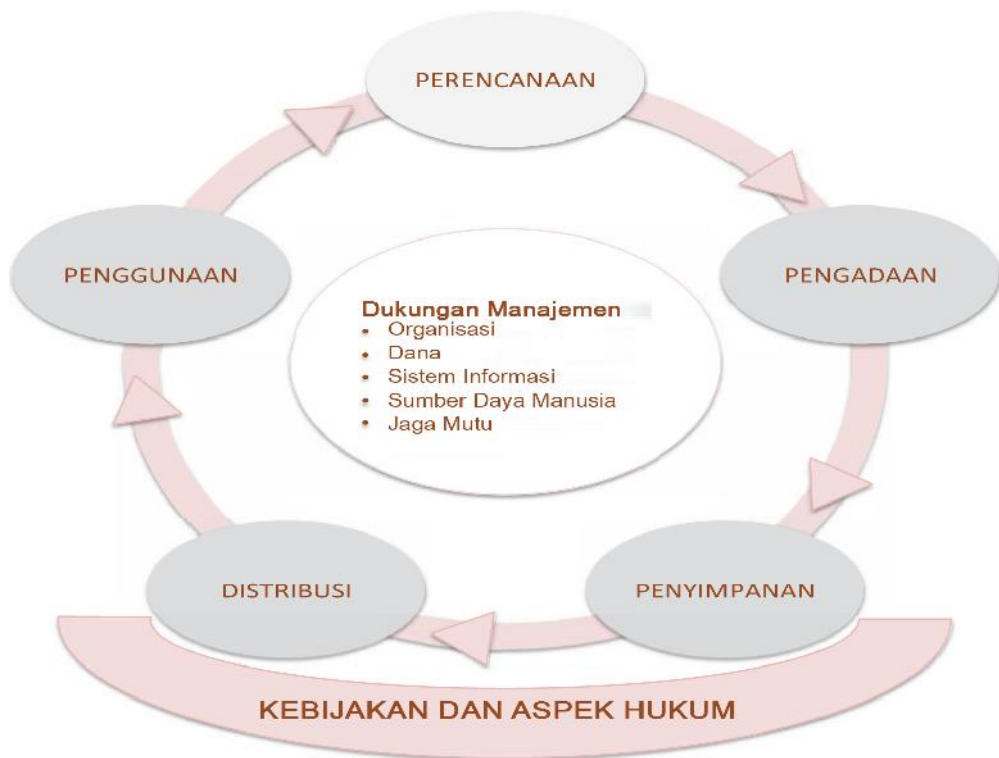 PERENCANAAN
PENGGUNAAN
PENGADAAN
Dukungan Manajemen
• Organisasi
• Dana
• Sistem Informasi
• Sumber Daya Manusia
• Jaga Mutu
DISTRIBUSI
PENYIMPANAN
KEBIJAKAN DAN ASPEK HUKUM